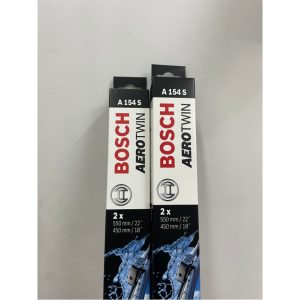 A 154 S
BOSCH
AEROTWIN
2 x
550 mm / 22"
450 mm / 18"
A 154 S
BOSCH
AEROTWIN
2 x
550 mm / 22"
450 mm / 18"